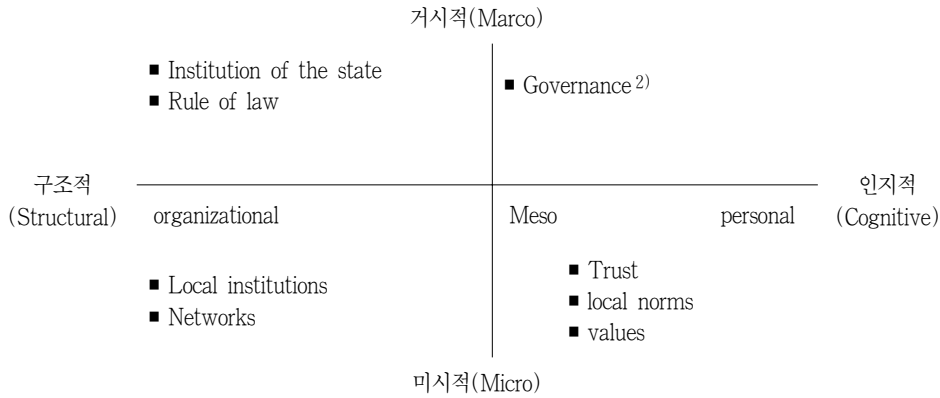 거시적(Marco)
■ Institution of the state
■ Rule of law
■ Governance 2)
구조적
(Structural)
인지적
(Cognitive)
organizational
Meso
personal
■ Local institutions
■ Networks
■ Trust
■ local norms
■ values
미시적(Micro)